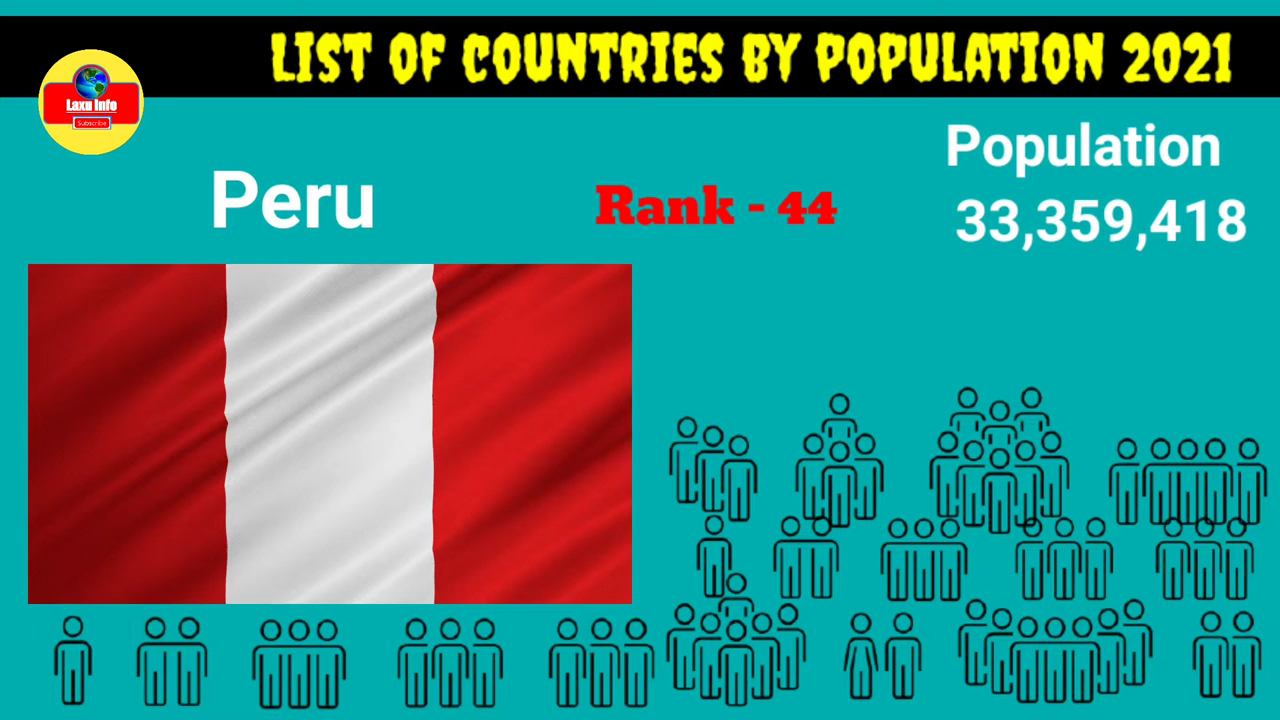 LIST OF COUNTRIES BY POPULATION 2021
Laxu Info
Subscribe
Peru
Rank - 44
Population
33,359,418